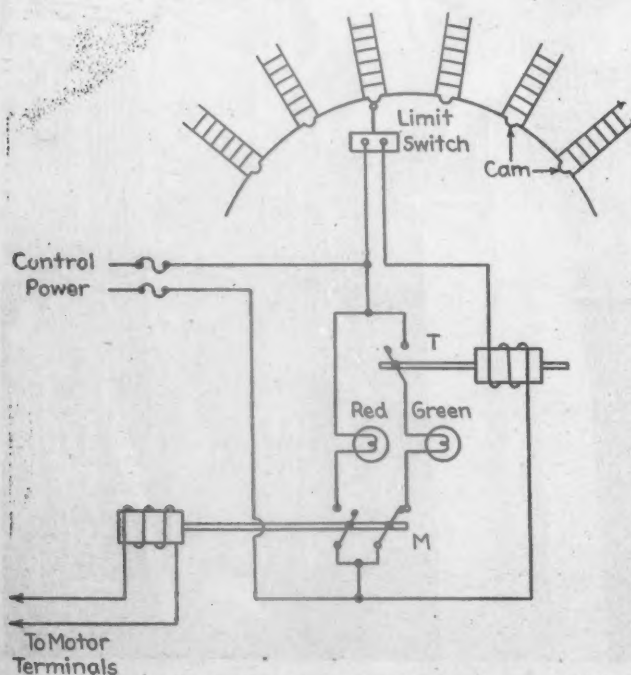 Limit
Switch
Cam
Control
Power
T
Red Green
M
To Motor
Terminals